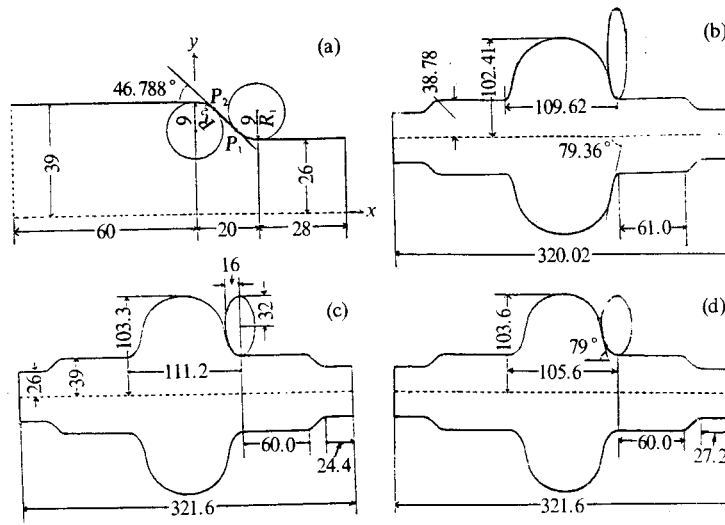 y
(a)
46.788°
P₂
9
R₂
9
R₁
P₁
39
26
x
60
20
28
(b)
38.78
102.41
109.62
79.36°
61.0
320.02
(c)
16
32
103.3
26
39
111.2
60.0
24.4
321.6
(d)
103.6
79°
105.6
60.0
27.2
321.6